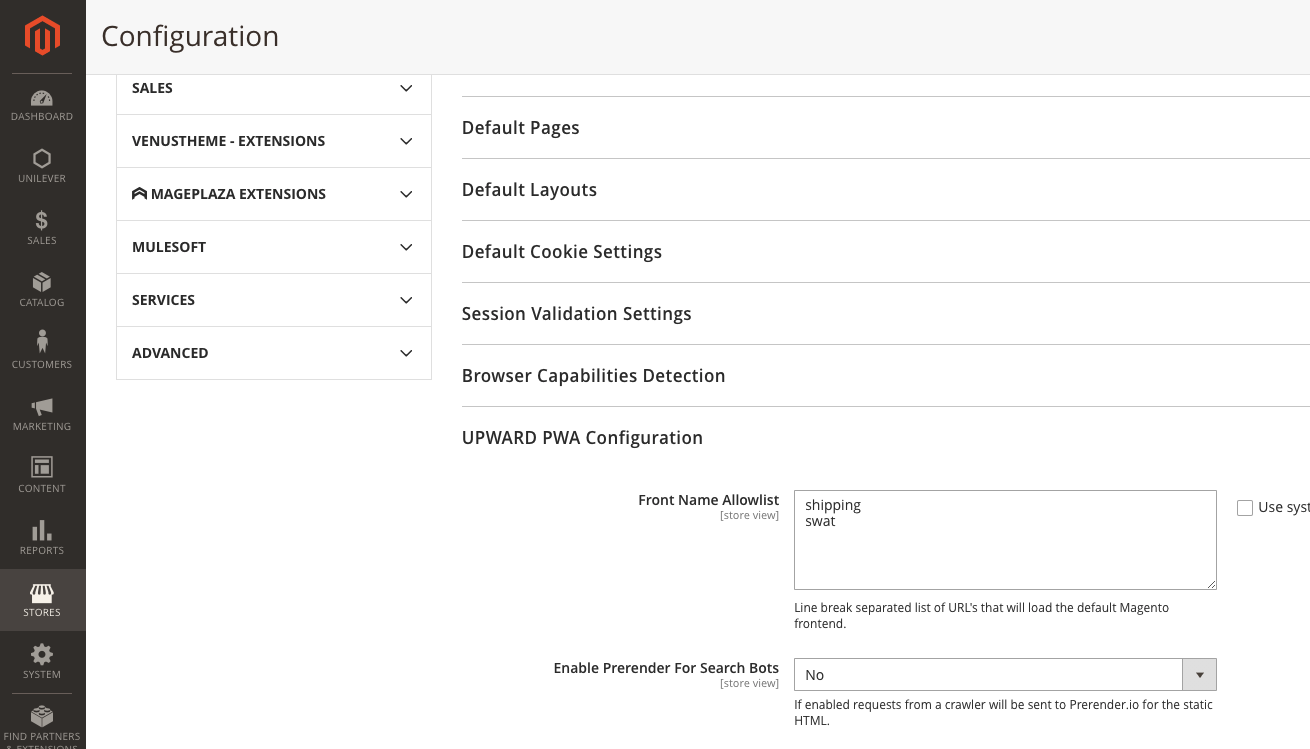 Configuration
DASHBOARD
UNILEVER
SALES
CATALOG
CUSTOMERS
MARKETING
CONTENT
REPORTS
STORES
SYSTEM
FIND PARTNERS
& EXTENSIONS
SALES
VENUSTHEME - EXTENSIONS
MAGEPLAZA EXTENSIONS
MULESOFT
SERVICES
ADVANCED
Default Pages
Default Layouts
Default Cookie Settings
Session Validation Settings
Browser Capabilities Detection
UPWARD PWA Configuration
Front Name Allowlist
[store view]
shipping
swat
Use syst
Line break separated list of URL's that will load the default Magento
frontend.
Enable Prerender For Search Bots
[store view]
No
If enabled requests from a crawler will be sent to Prerender.io for the static
HTML.